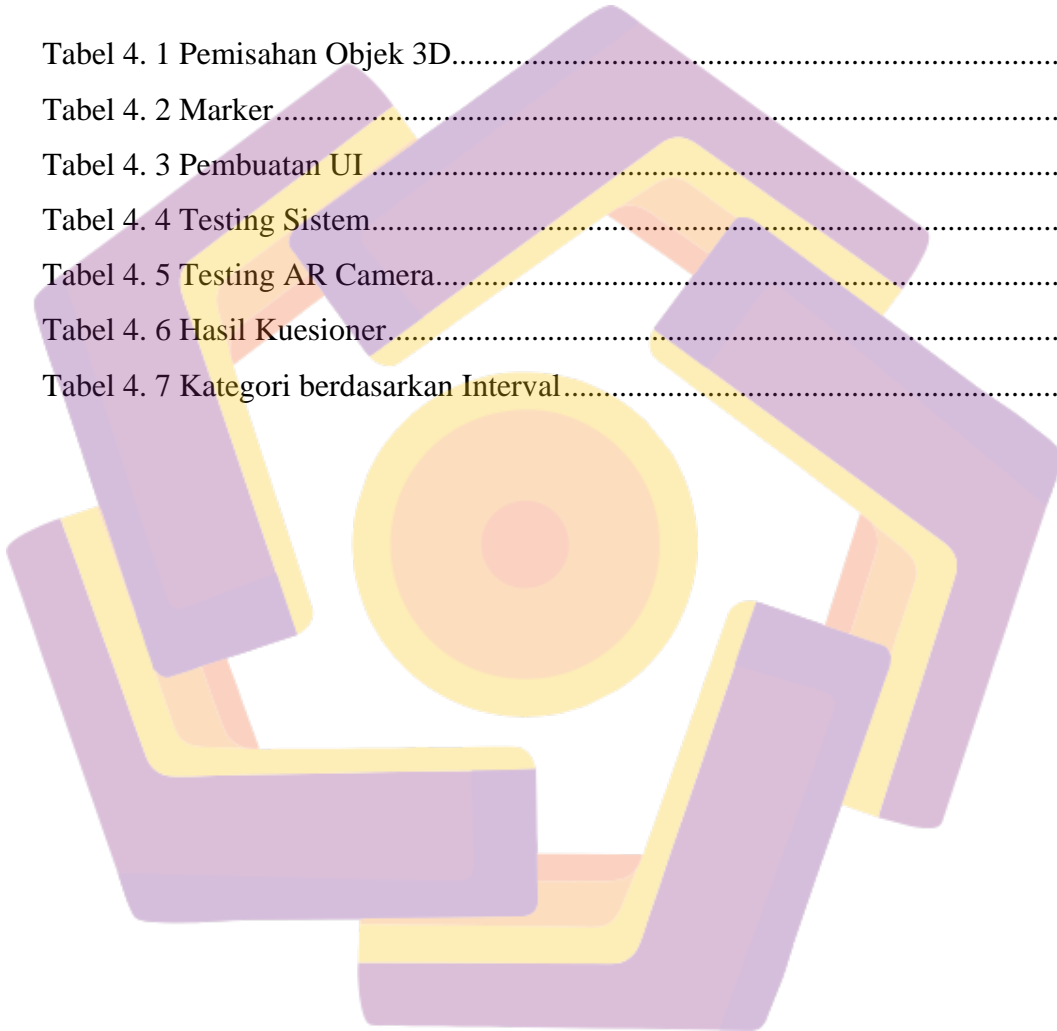 Tabel 4. 1 Pemisahan Objek 3D..........................................................................
Tabel 4. 2 Marker................................................................................................
Tabel 4. 3 Pembuatan UI ....................................................................................
Tabel 4. 4 Testing Sistem....................................................................................
Tabel 4. 5 Testing AR Camera............................................................................
Tabel 4. 6 Hasil Kuesioner..................................................................................
Tabel 4. 7 Kategori berdasarkan Interval............................................................